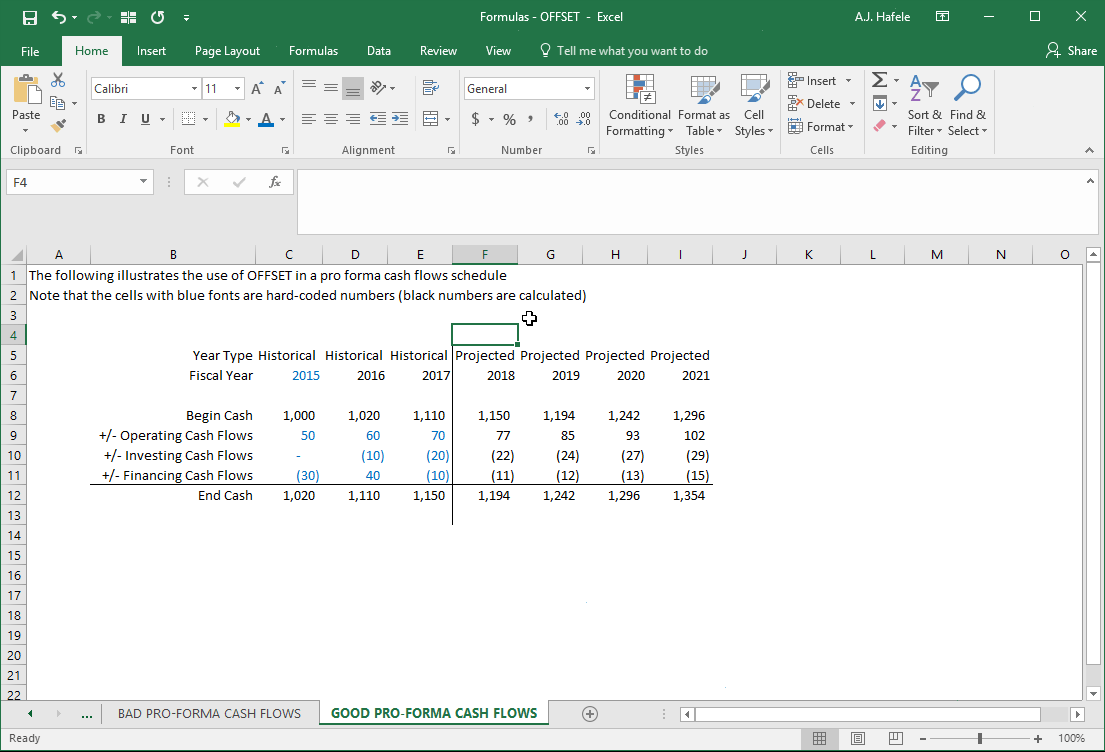 Formulas - OFFSET - Excel
A.J. Hafele
File Home Insert Page Layout Formulas Data Review View Tell me what you want to do Share
Paste
Clipboard
Calibri 11
B I U A
Font
Alignment
General
$ % ,
Number
Conditional Formatting
Format as Table
Cell Styles
Styles
Insert
Delete
Format
Cells
Sort & Filter
Find & Select
Editing
F4
fx
A B C D E F G H I J K L M N O
1 The following illustrates the use of OFFSET in a pro forma cash flows schedule
2 Note that the cells with blue fonts are hard-coded numbers (black numbers are calculated)
3
4
5 Year Type Historical Historical Historical Projected Projected Projected Projected
6 Fiscal Year 2015 2016 2017 2018 2019 2020 2021
7
8 Begin Cash 1,000 1,020 1,110 1,150 1,194 1,242 1,296
9 +/- Operating Cash Flows 50 60 70 77 85 93 102
10 +/- Investing Cash Flows - (10) (20) (22) (24) (27) (29)
11 +/- Financing Cash Flows (30) 40 (10) (11) (12) (13) (15)
12 End Cash 1,020 1,110 1,150 1,194 1,242 1,296 1,354
13
14
15
16
17
18
19
20
21
22
... BAD PRO-FORMA CASH FLOWS GOOD PRO-FORMA CASH FLOWS
Ready 100%